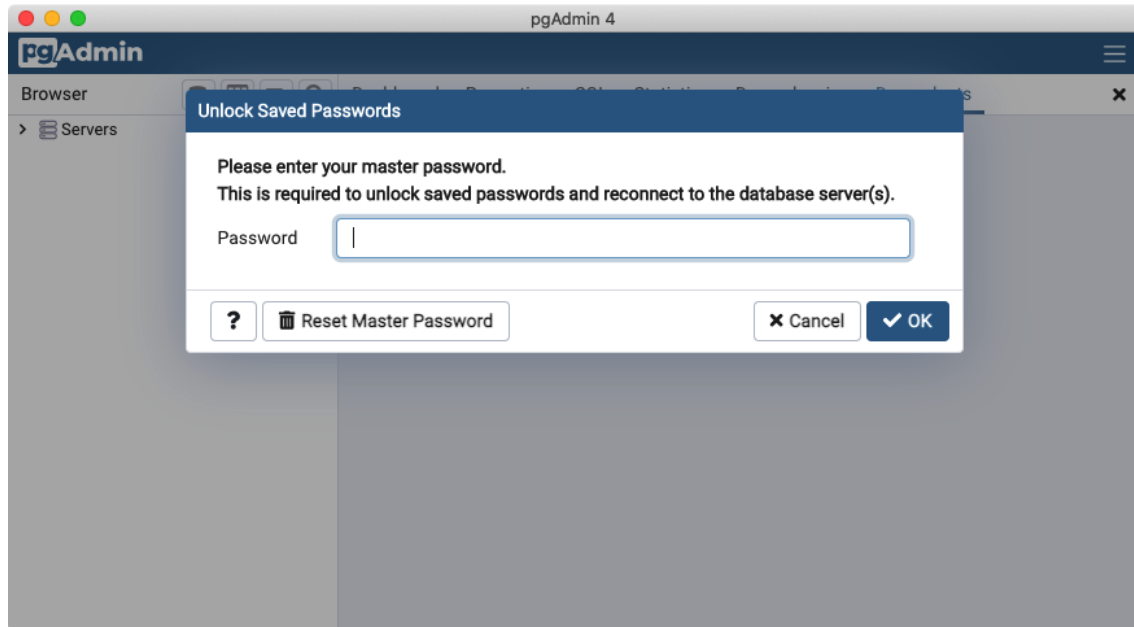 pgAdmin 4
pgAdmin
Browser
Servers
Unlock Saved Passwords
Please enter your master password.
This is required to unlock saved passwords and reconnect to the database server(s).
Password
? Reset Master Password Cancel OK